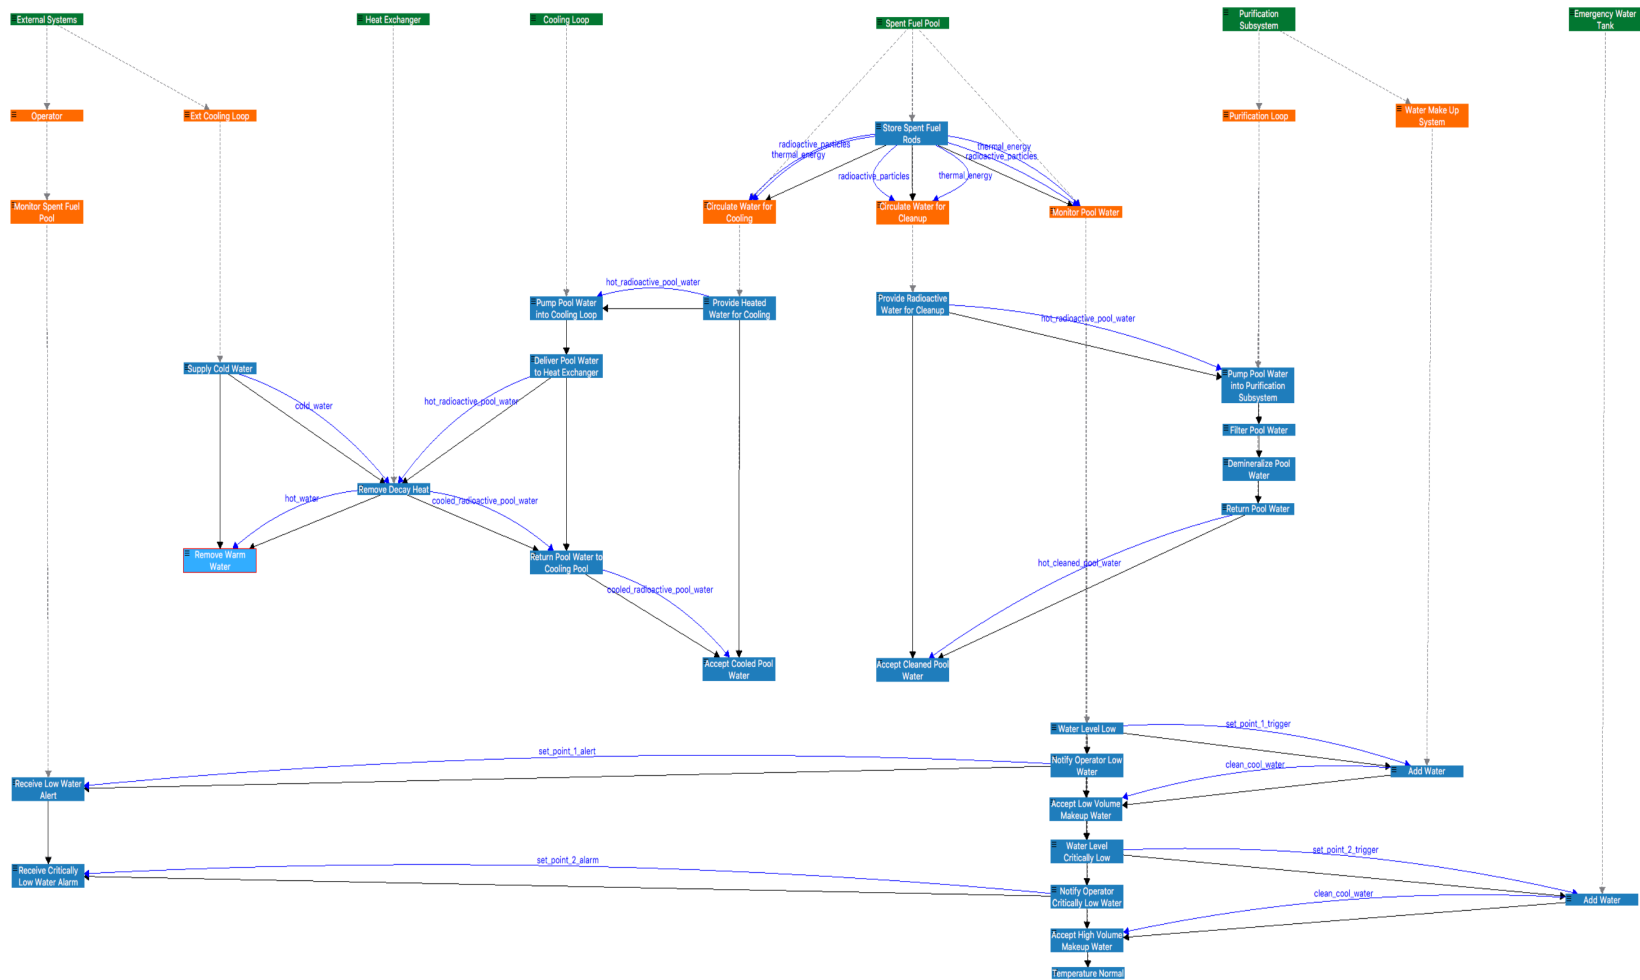 External Systems
Heat Exchanger
Cooling Loop
Spent Fuel Pool
Purification
Subsystem
Emergency Water
Tank
Operator
Ext Cooling Loop
Store Spent Fuel
Rods
Purification Loop
Water Make Up
System
radioactive_particles
thermal_energy
thermal_energy
radioactive_particles
radioactive_particles
thermal_energy
Monitor Spent Fuel
Pool
Circulate Water for
Cooling
Circulate Water for
Cleanup
Monitor Pool Water
hot_radioactive_pool_water
Pump Pool Water
into Cooling Loop
Provide Heated
Water for Cooling
Provide Radioactive
Water for Cleanup
hot_radioactive_pool_water
Supply Cold Water
Deliver Pool Water
to Heat Exchanger
Pump Pool Water
into Purification
Subsystem
cold_water
hot_radioactive_pool_water
Filter Pool Water
Demineralize Pool
Water
Remove Decay Heat
hot_water
cooled_radioactive_pool_water
Return Pool Water
Remove Warm
Water
Return Pool Water to
Cooling Pool
hot_cleaned_pool_water
cooled_radioactive_pool_water
Accept Cooled Pool
Water
Accept Cleaned Pool
Water
Water Level Low
set_point_1_trigger
set_point_1_alert
Notify Operator Low
Water
clean_cool_water
Add Water
Receive Low Water
Alert
Accept Low Volume
Makeup Water
Water Level
Critically Low
set_point_2_trigger
set_point_2_alarm
Receive Critically
Low Water Alarm
Notify Operator
Critically Low Water
clean_cool_water
Add Water
Accept High Volume
Makeup Water
Temperature Normal